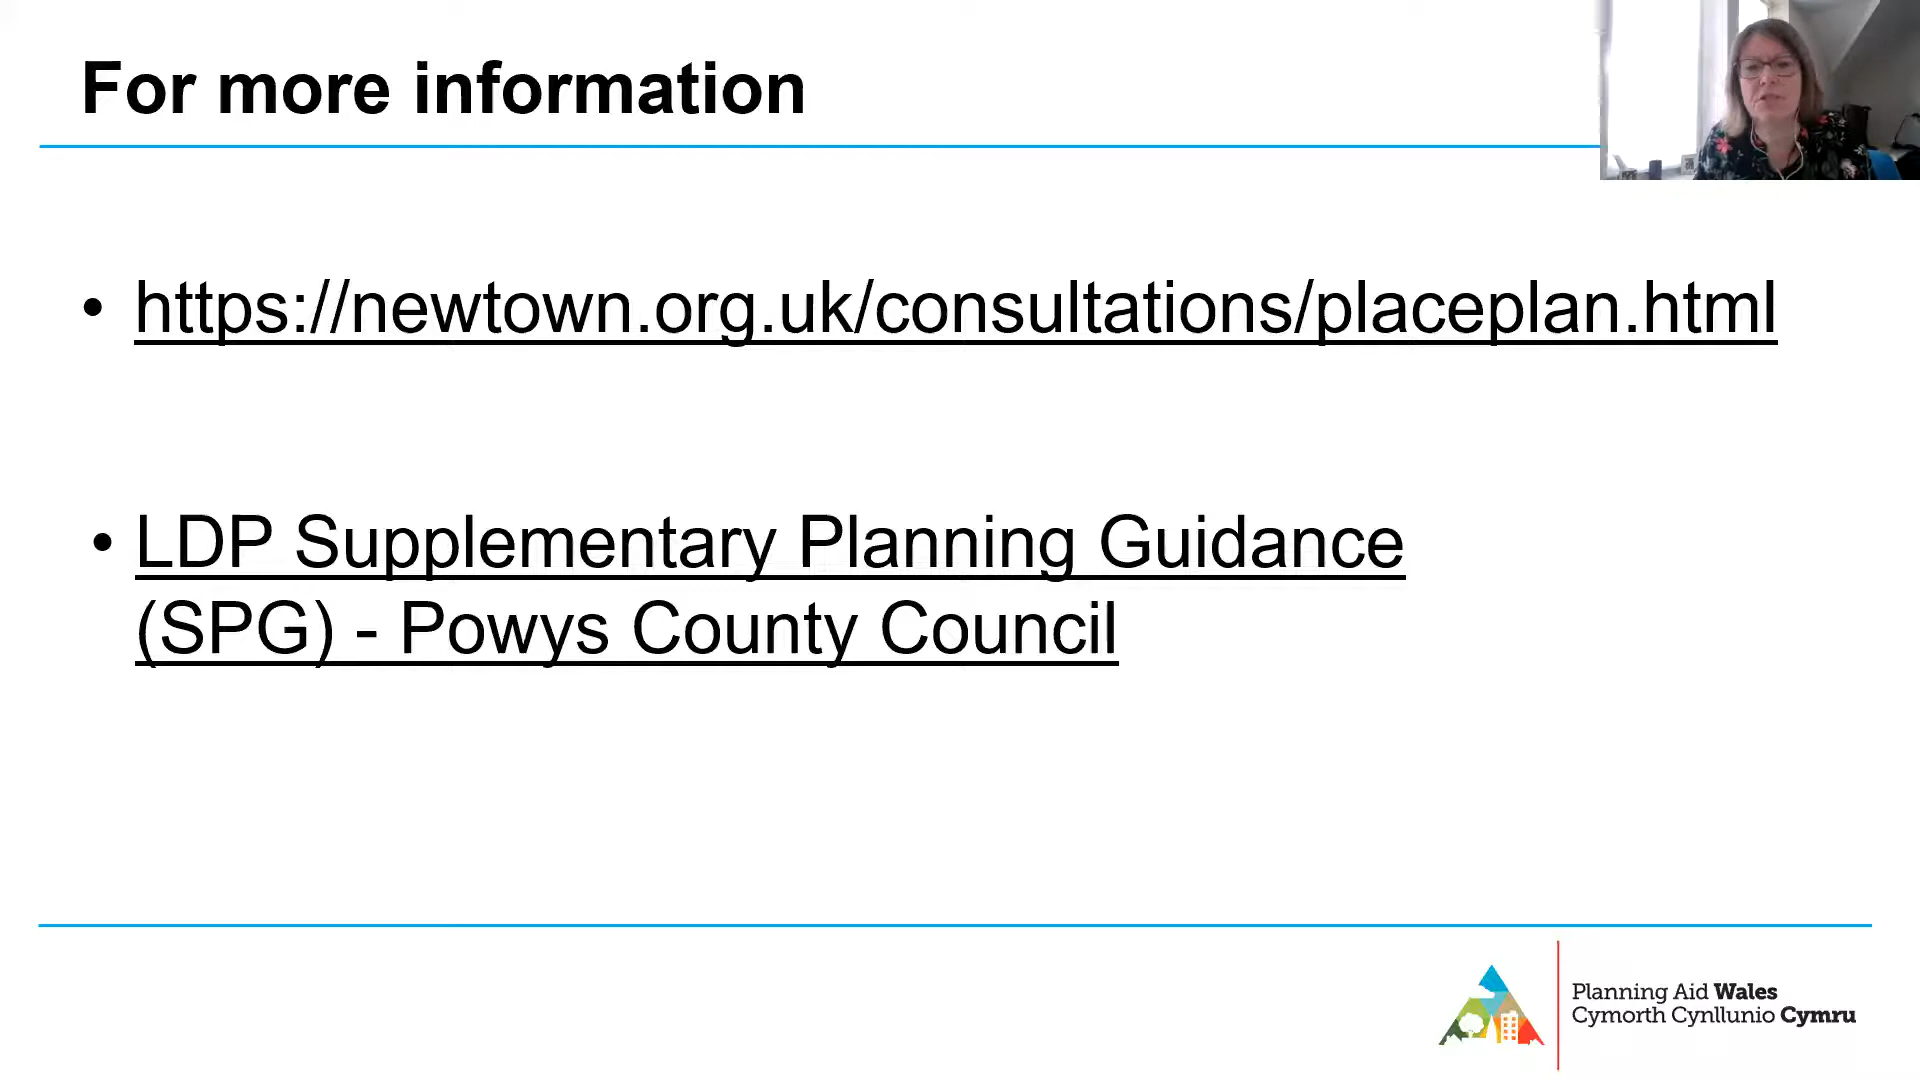 For more information
• https://newtown.org.uk/consultations/placeplan.html
• LDP Supplementary Planning Guidance
(SPG) - Powys County Council
Planning Aid Wales
Cymorth Cynllunio Cymru